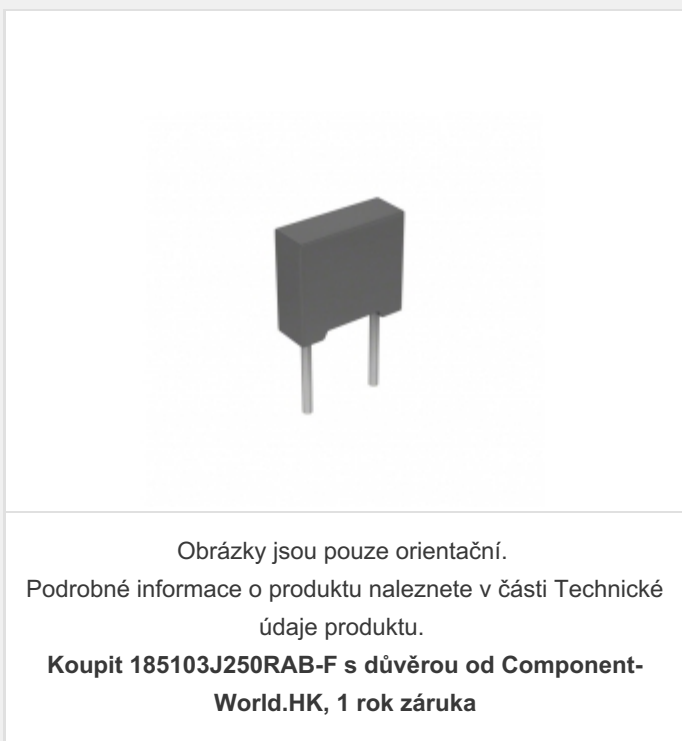 Obrázky jsou pouze orientační.
Podrobné informace o produktu naleznete v části Technické
údaje produktu.
Koupit 185103J250RAB-F s důvěrou od Component-
World.HK, 1 rok záruka